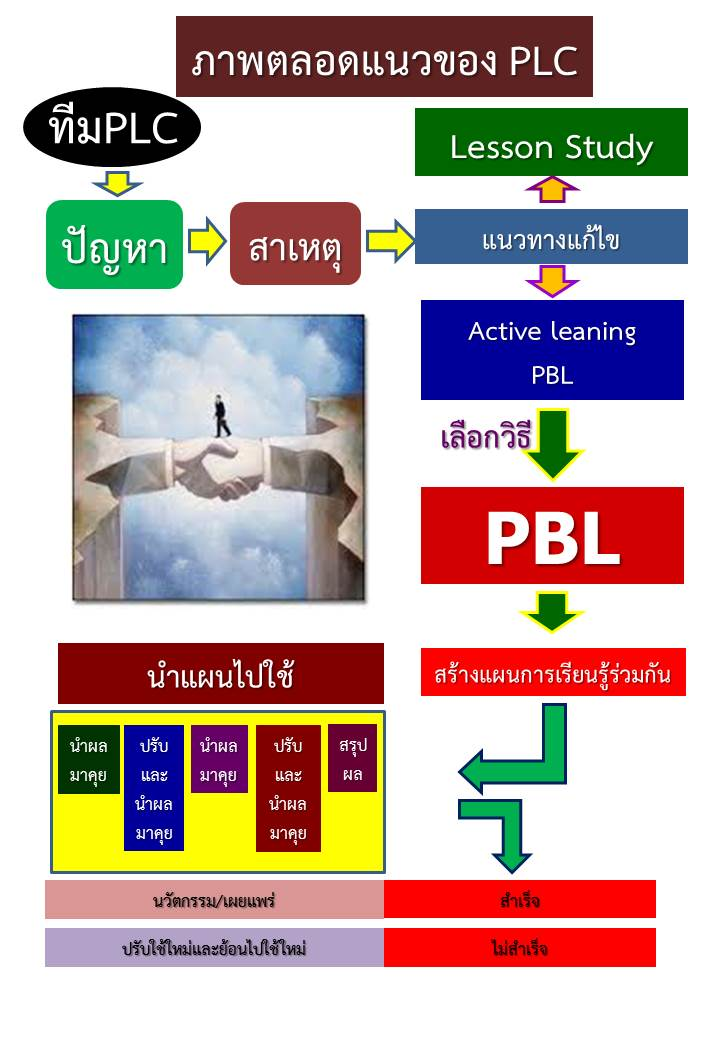 ภาพตลอดแนวของ PLC
ทีมPLC
Lesson Study
ปัญหา
สาเหตุ
แนวทางแก้ไข
Active leaning
PBL
เลือกวิธี
PBL
สร้างแผนการเรียนรู้ร่วมกัน
นำแผนไปใช้
นำผล
มาคุย
ปรับ
และ
นำผล
มาคุย
นำผล
มาคุย
ปรับ
และ
นำผล
มาคุย
สรุป
ผล
นวัตกรรม/เผยแพร่
สำเร็จ
ปรับใช้ใหม่และย้อนไปใช้ใหม่
ไม่สำเร็จ